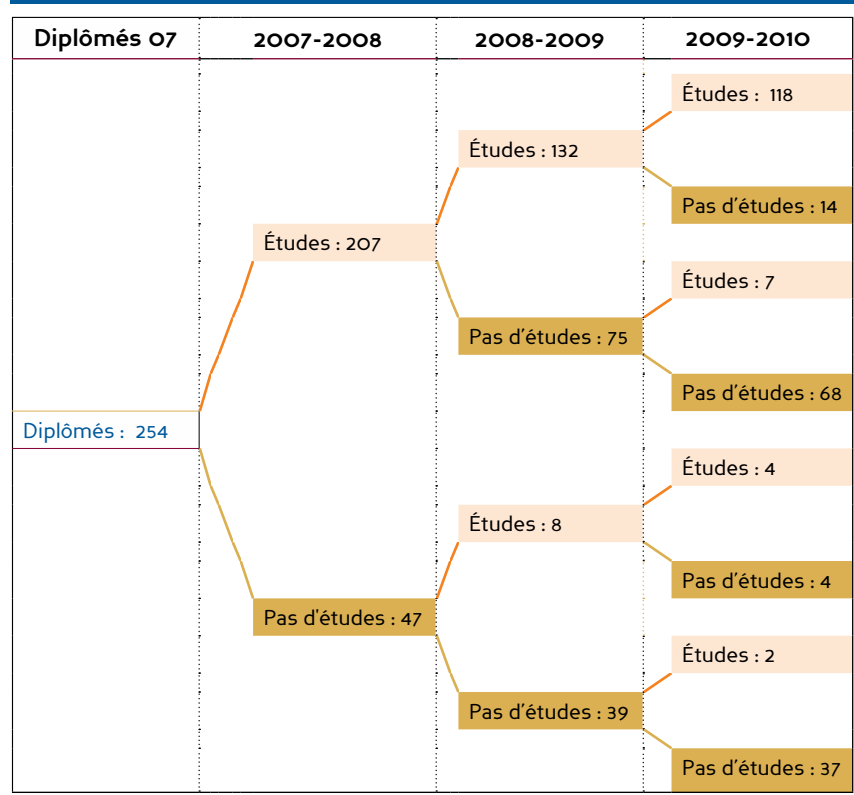 Diplômés 07 2007-2008 2008-2009 2009-2010
Études : 118
Études : 132
Pas d'études : 14
Études : 207
Études : 7
Pas d'études : 75
Pas d'études : 68
Diplômés : 254
Études : 4
Études : 8
Pas d'études : 4
Pas d'études : 47
Études : 2
Pas d'études : 39
Pas d'études : 37